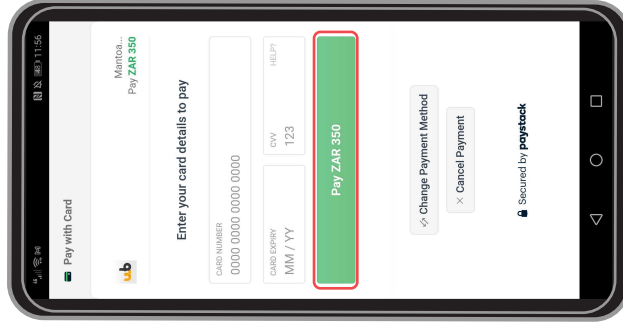 11:56
Pay with Card
ub
Mantoa...
Pay ZAR 350
Enter your card details to pay
CARD NUMBER
0000 0000 0000 0000
CARD EXPIRY
MM / YY
CVV
HELP?
123
Pay ZAR 350
Change Payment Method
× Cancel Payment
Secured by paystack